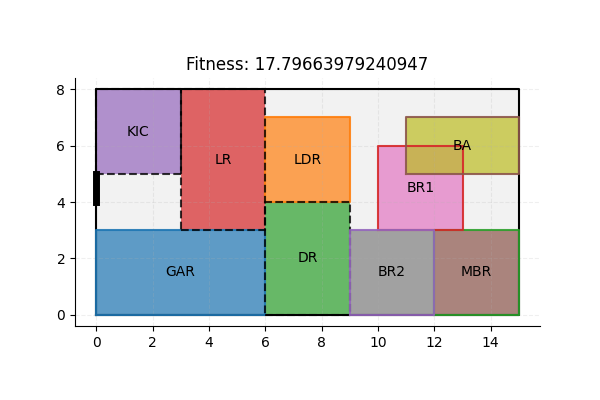 Fitness: 17.79663979240947
8
6
4
2
0
KIC
LR
LDR
BA
BR1
GAR
DR
BR2
MBR
0 2 4 6 8 10 12 14